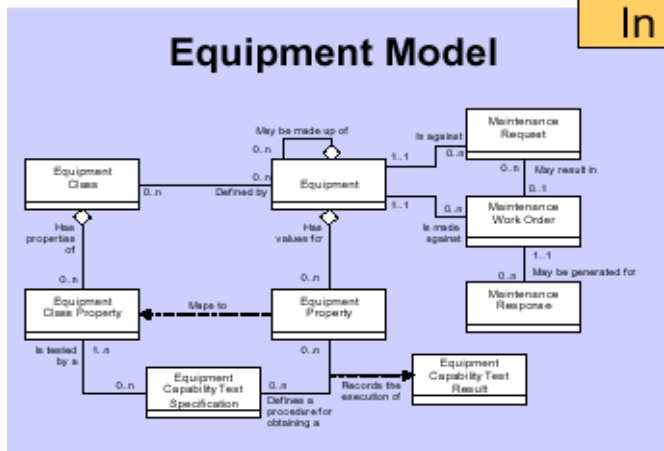 In
Equipment Model
May be made up of
0..n
Is against
Maintenance
Request
1..1
0..n
Equipment
Class
0..n
Defined by
0..n
Equipment
0..n
May result in
0..1
1..1
0..n
Is made
against
Maintenance
Work Order
Has
properties
of
0..n
Has
values for
0..n
1..1
May be generated for
0..n
Maintenance
Response
Equipment
Class Property
Maps to
Equipment
Property
Is tested
by a
1..n
0..n
0..n
Equipment
Capability Test
Specification
0..n
Defines a
procedure for
obtaining a
Records the
execution of
Equipment
Capability Test
Result